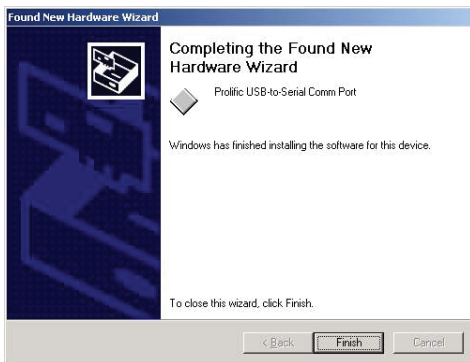 Found New Hardware Wizard
Completing the Found New
Hardware Wizard
Prolific USB-to-Serial Comm Port
Windows has finished installing the software for this device.
To close this wizard, click Finish.
< Back
Finish
Cancel